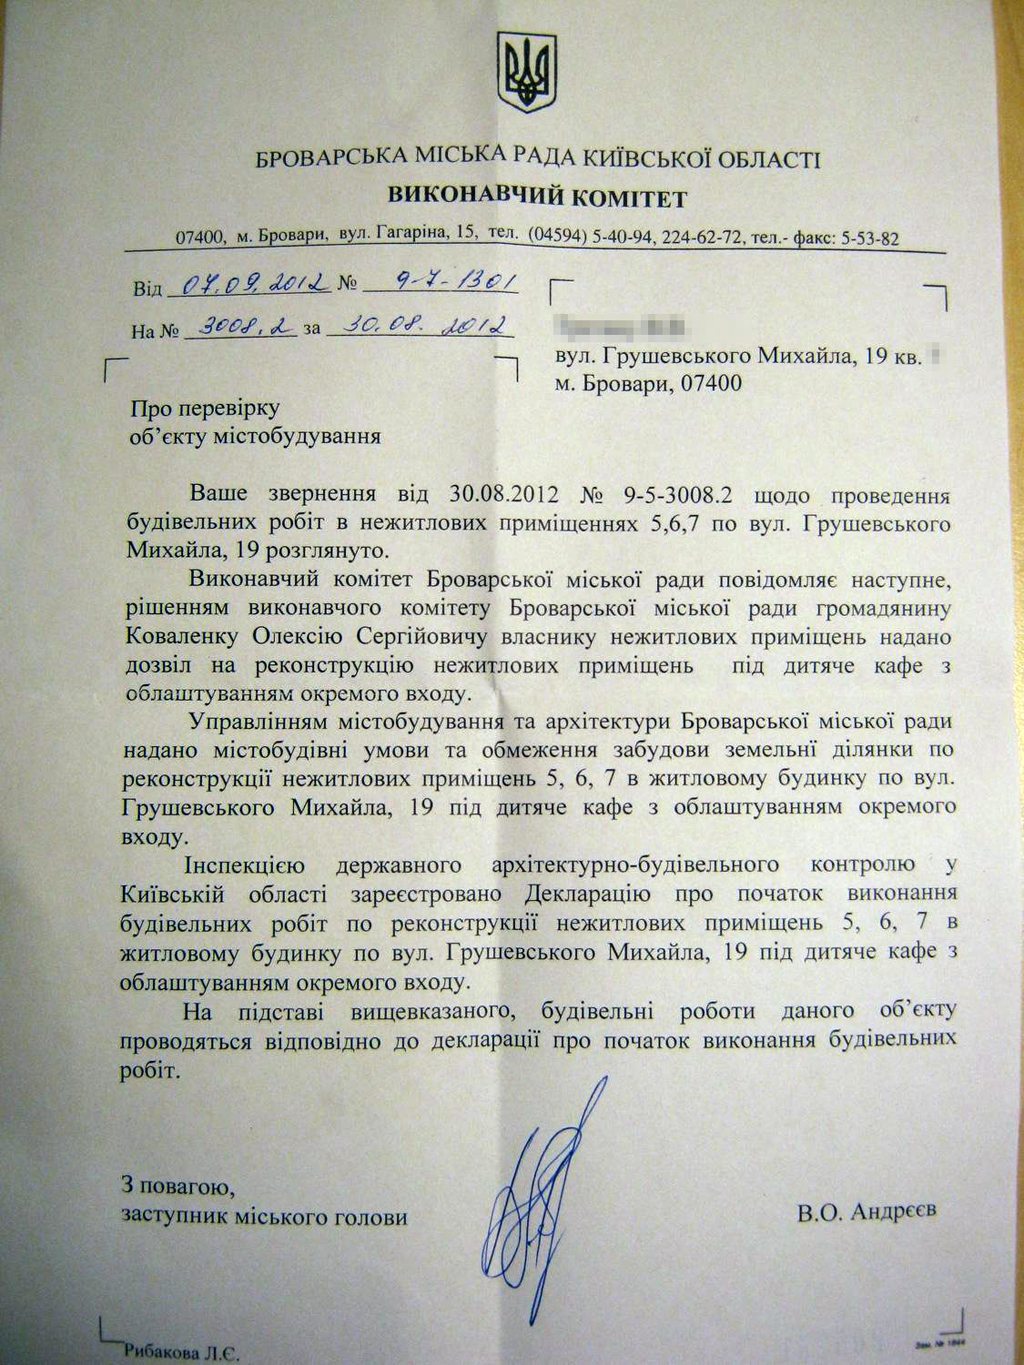 БРОВАРСЬКА МІСЬКА РАДА КИЇВСЬКОЇ ОБЛАСТІ
ВИКОНАВЧИЙ КОМІТЕТ
07400, м. Бровари, вул. Гагаріна, 15, тел. (04594) 5-40-94, 224-62-72, тел.- факс: 5-53-82
Від 07.09.2012 № 9-7-1301
На № 3008.2 за 30.08. 2012
вул. Грушевського Михайла, 19 кв.
м. Бровари, 07400
Про перевірку
об’єкту містобудування
Ваше звернення від 30.08.2012 № 9-5-3008.2 щодо проведення
будівельних робіт в нежитлових приміщеннях 5,6,7 по вул. Грушевського
Михайла, 19 розглянуто.
Виконавчий комітет Броварської міської ради повідомляє наступне,
рішенням виконавчого комітету Броварської міської ради громадянину
Коваленку Олексію Сергійовичу власнику нежитлових приміщень надано
дозвіл на реконструкцію нежитлових приміщень під дитяче кафе з
облаштуванням окремого входу.
Управлінням містобудування та архітектури Броварської міської ради
надано містобудівні умови та обмеження забудови земельнї ділянки по
реконструкції нежитлових приміщень 5, 6, 7 в житловому будинку по вул.
Грушевського Михайла, 19 під дитяче кафе з облаштуванням окремого
входу.
Інспекцією державного архітектурно-будівельного контролю у
Київській області зареєстровано Декларацію про початок виконання
будівельних робіт по реконструкції нежитлових приміщень 5, 6, 7 в
житловому будинку по вул. Грушевського Михайла, 19 під дитяче кафе з
облаштуванням окремого входу.
На підставі вищевказаного, будівельні роботи даного об’єкту
проводяться відповідно до декларації про початок виконання будівельних
робіт.
З повагою,
заступник міського голови
В.О. Андрєєв
Рибакова Л.Є.